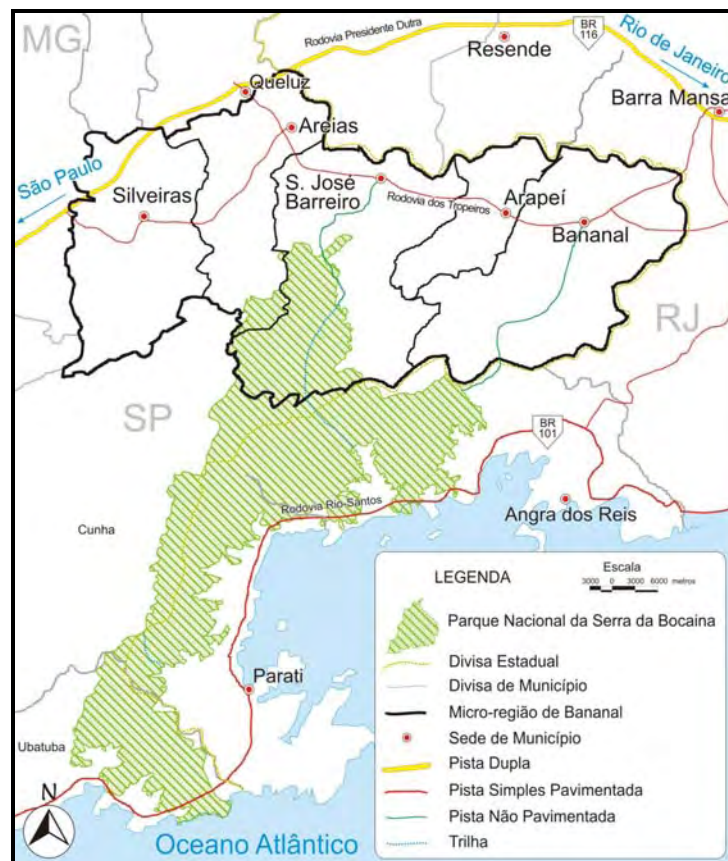 MG
Rodovia Presidente Dutra
BR
116
Rio de Janeiro
Resende
Queluz
Barra Mansa
Areias
São Paulo
Silveiras
S. José
Barreiro
Rodovia dos Tropeiros
Arapeí
Bananal
RJ
SP
BR
101
Rodovia Rio-Santos
Angra dos Reis
Cunha
LEGENDA
Escala
3000 0 3000 6000 metros
Parque Nacional da Serra da Bocaina
Divisa Estadual
Divisa de Município
Micro-região de Bananal
Sede de Município
Pista Dupla
Pista Simples Pavimentada
Pista Não Pavimentada
Trilha
Parati
Ubatuba
N
Oceano Atlântico